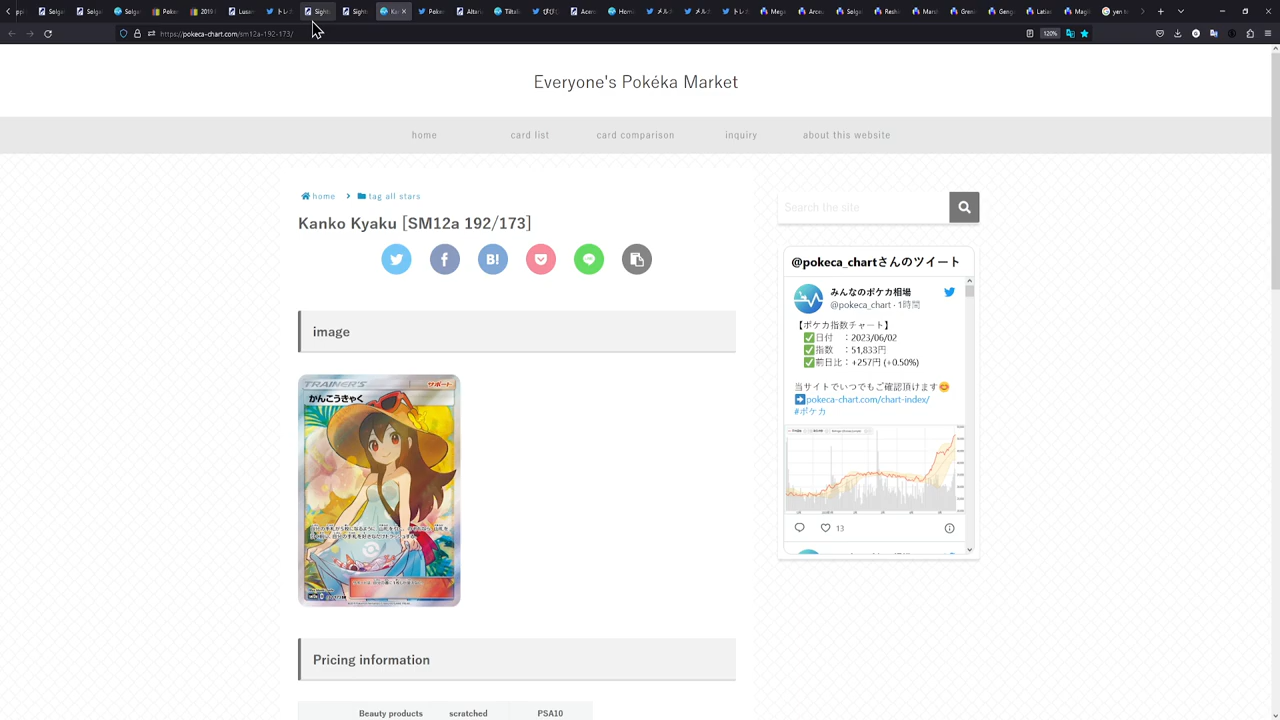 https://pokeca-chart.com/sm12a-192-173/
120%
Everyone's Pokéka Market
home
card list
card comparison
inquiry
about this website
home
tag all stars
Kanko Kyaku [SM12a 192/173]
B!
image
TRAINER'S
サポート
かんこうきゃく
Pricing information
Beauty products
scratched
PSA10
Search the site
@pokeca_chartさんのツイート
みんなのポケカ相場
@pokeca_chart · 1時間
【ポケカ指数チャート】
✅日付 ：2023/06/02
✅指数 ：51,833円
✅前日比：+257円 (+0.50%)
当サイトでいつでもご確認頂けます😊
➡pokeca-chart.com/chart-index/
#ポケカ
13